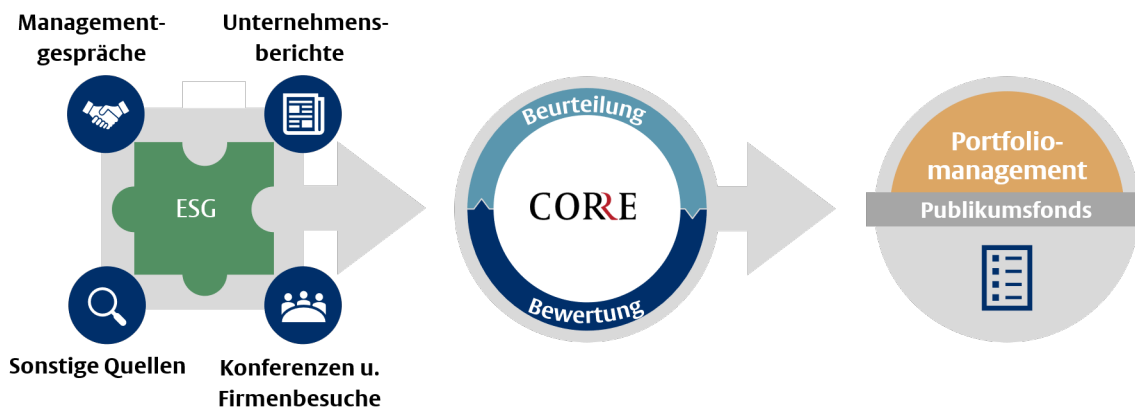 Management-
gespräche
Unternehmens-
berichte
ESG
Sonstige Quellen
Konferenzen u.
Firmenbesuche
Beurteilung
CORRE
Bewertung
Portfolio-
management
Publikumsfonds